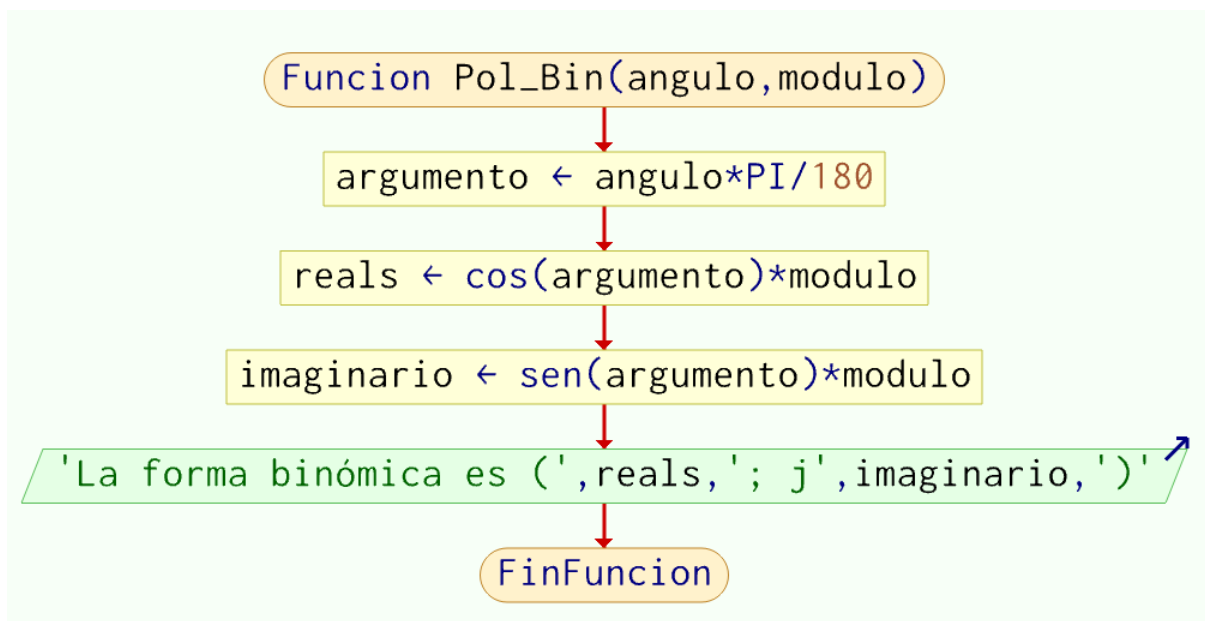 Funcion Pol_Bin(angulo,modulo)
argumento ← angulo*PI/180
reals ← cos(argumento)*modulo
imaginario ← sen(argumento)*modulo
'La forma binómica es (',reals,'; j',imaginario,')'
FinFuncion